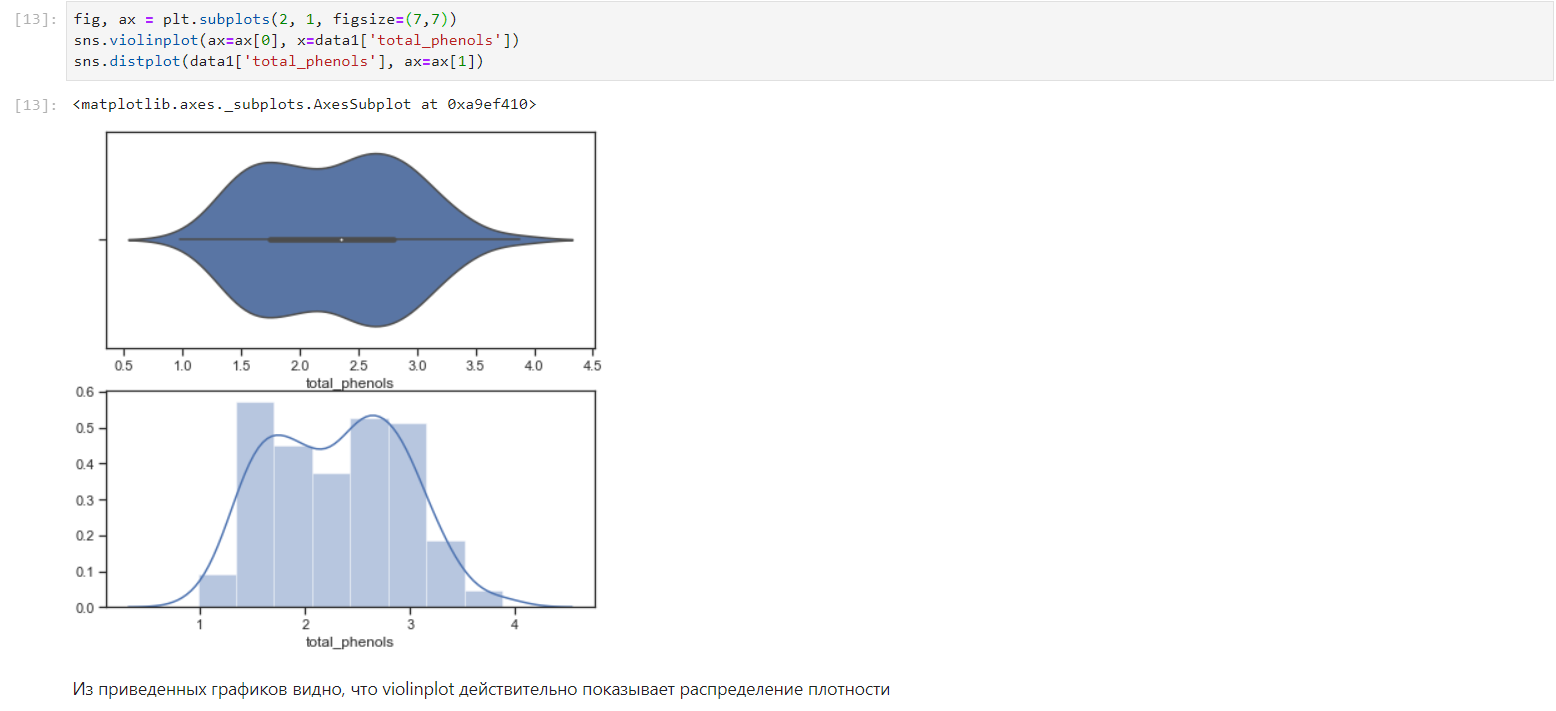 [13]: fig, ax = plt.subplots(2, 1, figsize=(7,7))
sns.violinplot(ax=ax[0], x=data1['total_phenols'])
sns.distplot(data1['total_phenols'], ax=ax[1])
[13]: <matplotlib.axes._subplots.AxesSubplot at 0xa9ef410>
0.5 1.0 1.5 2.0 2.5 3.0 3.5 4.0 4.5
total_phenols
0.6
0.5
0.4
0.3
0.2
0.1
0.0
1 2 3 4
total_phenols
Из приведенных графиков видно, что violinplot действительно показывает распределение плотности